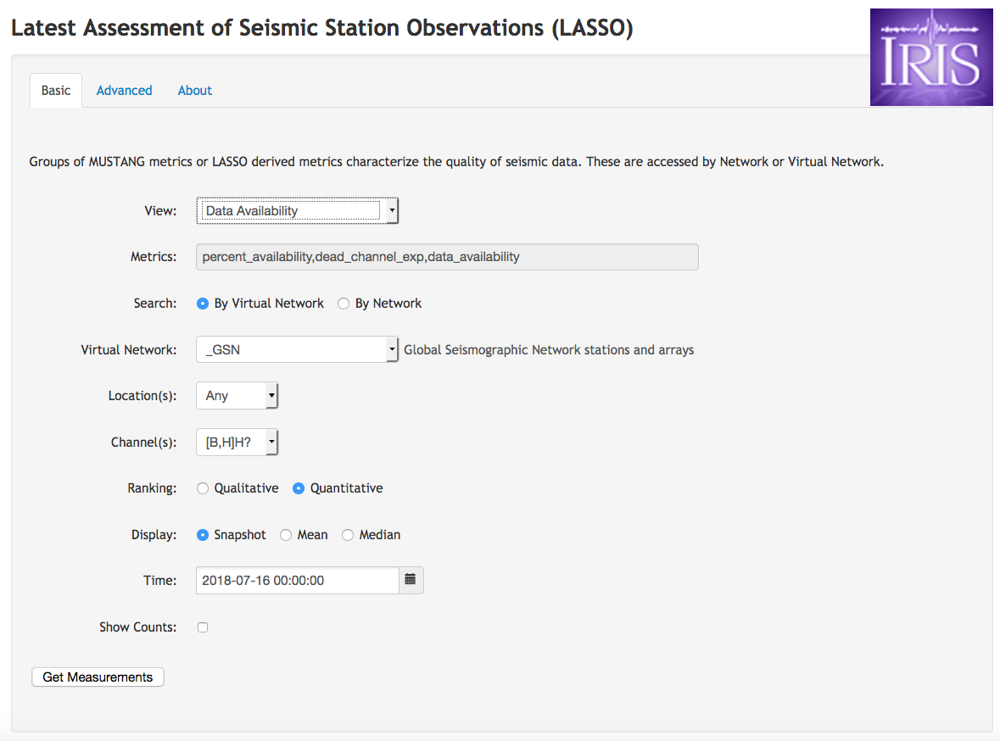 Latest Assessment of Seismic Station Observations (LASSO)
IRIS
Basic Advanced About
Groups of MUSTANG metrics or LASSO derived metrics characterize the quality of seismic data. These are accessed by Network or Virtual Network.
View: Data Availability
Metrics: percent_availability,dead_channel_exp,data_availability
Search: By Virtual Network By Network
Virtual Network: _GSN Global Seismographic Network stations and arrays
Location(s): Any
Channel(s): [B,H]H?
Ranking: Qualitative Quantitative
Display: Snapshot Mean Median
Time: 2018-07-16 00:00:00
Show Counts:
Get Measurements